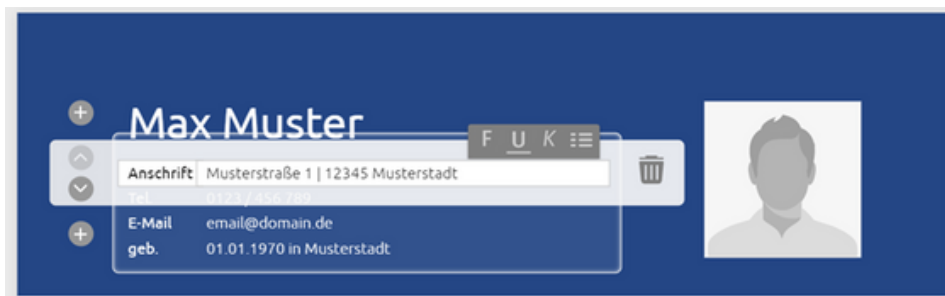 Max Muster
F U K
Anschrift Musterstraße 1 | 12345 Musterstadt
Tel. 0123 / 456 789
E-Mail email@domain.de
geb. 01.01.1970 in Musterstadt